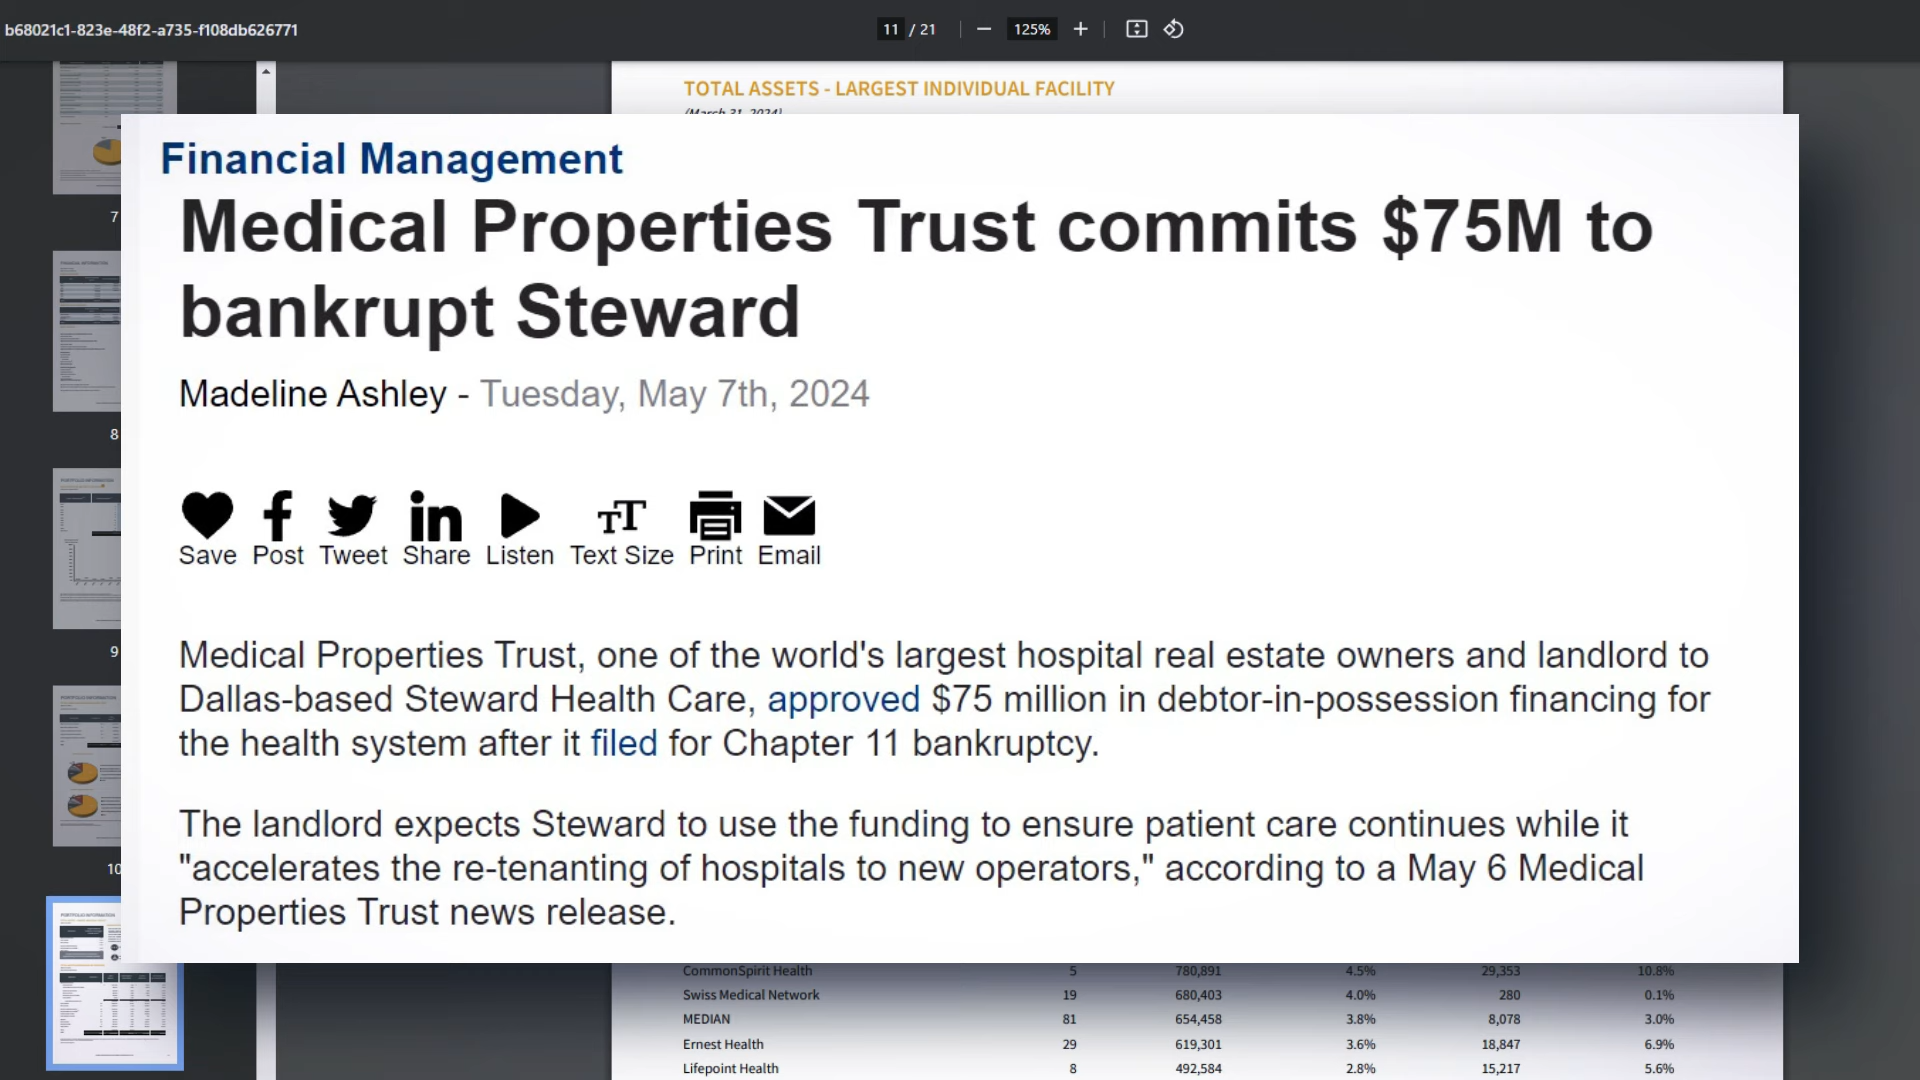 b68021c1-823e-48f2-a735-f108db626771
11 / 21
125%
TOTAL ASSETS - LARGEST INDIVIDUAL FACILITY
(March 31, 2024)
Financial Management
Medical Properties Trust commits $75M to
bankrupt Steward
Madeline Ashley - Tuesday, May 7th, 2024
Save Post Tweet Share Listen Text Size Print Email
Medical Properties Trust, one of the world's largest hospital real estate owners and landlord to
Dallas-based Steward Health Care, approved $75 million in debtor-in-possession financing for
the health system after it filed for Chapter 11 bankruptcy.
The landlord expects Steward to use the funding to ensure patient care continues while it
"accelerates the re-tenanting of hospitals to new operators," according to a May 6 Medical
Properties Trust news release.
7
8
9
10
CommonSpirit Health 5 780,891 4.5% 29,353 10.8%
Swiss Medical Network 19 680,403 4.0% 280 0.1%
MEDIAN 81 654,458 3.8% 8,078 3.0%
Ernest Health 29 619,301 3.6% 18,847 6.9%
Lifepoint Health 8 492,584 2.8% 15,217 5.6%